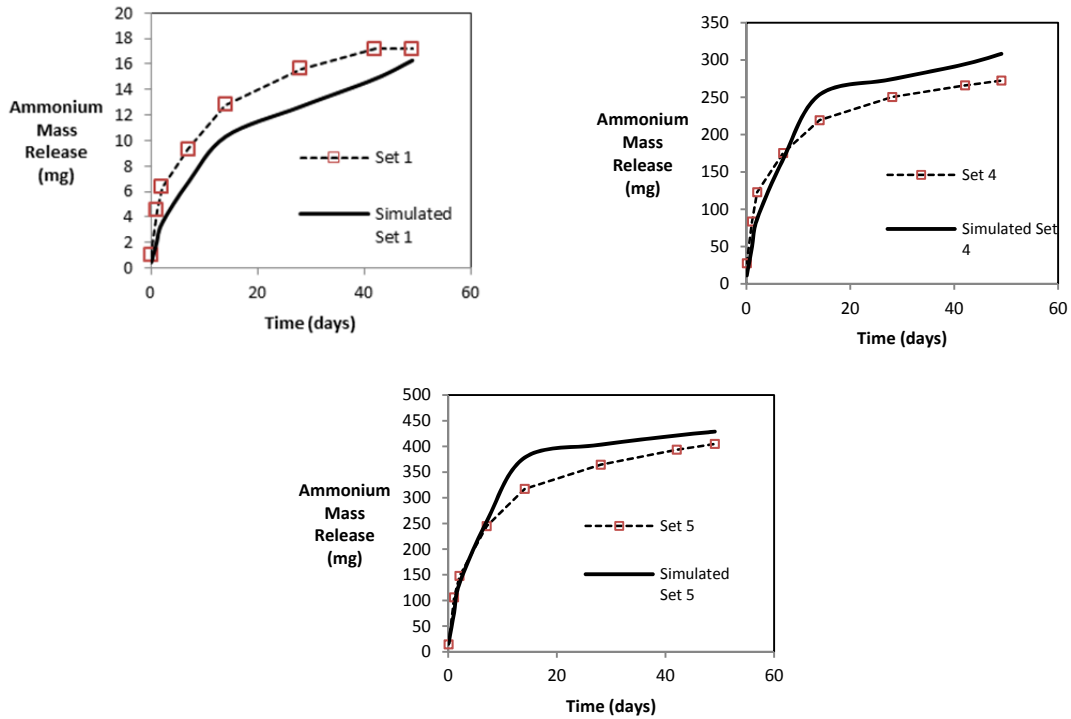 20
18
16
14
12
10
8
6
4
2
0
Ammonium
Mass
Release
(mg)
Set 1
Simulated
Set 1
0
20
40
60
Time (days)
350
300
250
200
150
100
50
0
Ammonium
Mass
Release
(mg)
Set 4
Simulated Set
4
0
20
40
60
Time (days)
500
450
400
350
300
250
200
150
100
50
0
Ammonium
Mass
Release
(mg)
Set 5
Simulated
Set 5
0
20
40
60
Time (days)